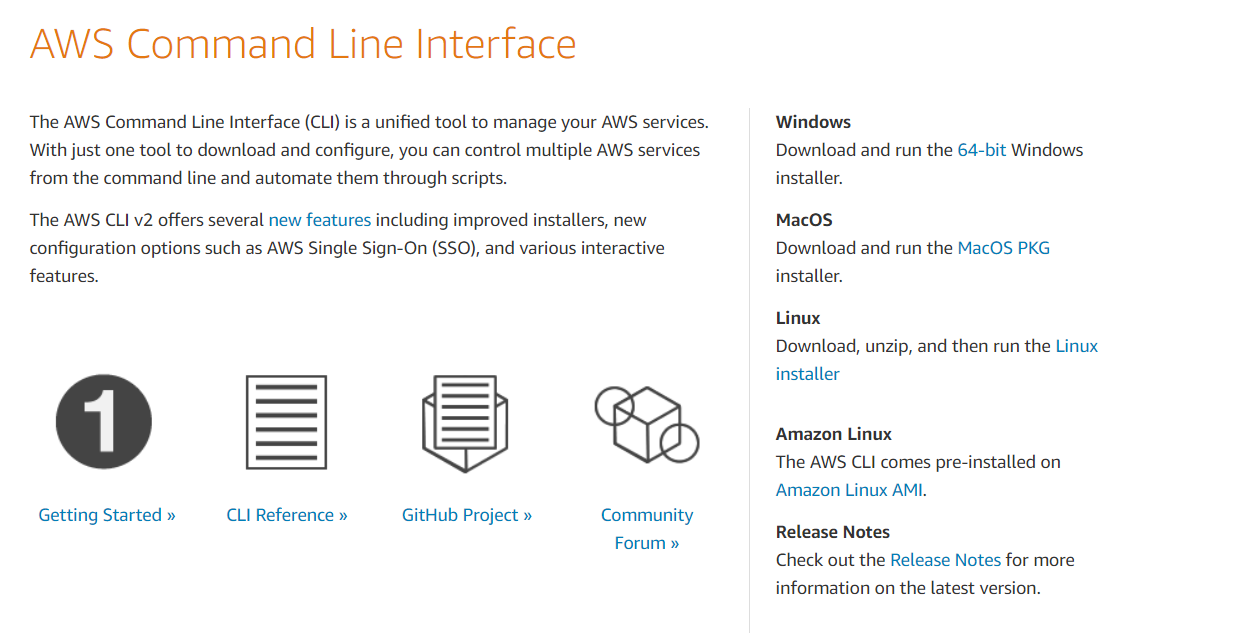 AWS Command Line Interface
The AWS Command Line Interface (CLI) is a unified tool to manage your AWS services.
With just one tool to download and configure, you can control multiple AWS services
from the command line and automate them through scripts.
The AWS CLI v2 offers several new features including improved installers, new
configuration options such as AWS Single Sign-On (SSO), and various interactive
features.
1
Getting Started »
CLI Reference »
GitHub Project »
Community
Forum »
Windows
Download and run the 64-bit Windows
installer.
MacOS
Download and run the MacOS PKG
installer.
Linux
Download, unzip, and then run the Linux
installer
Amazon Linux
The AWS CLI comes pre-installed on
Amazon Linux AMI.
Release Notes
Check out the Release Notes for more
information on the latest version.